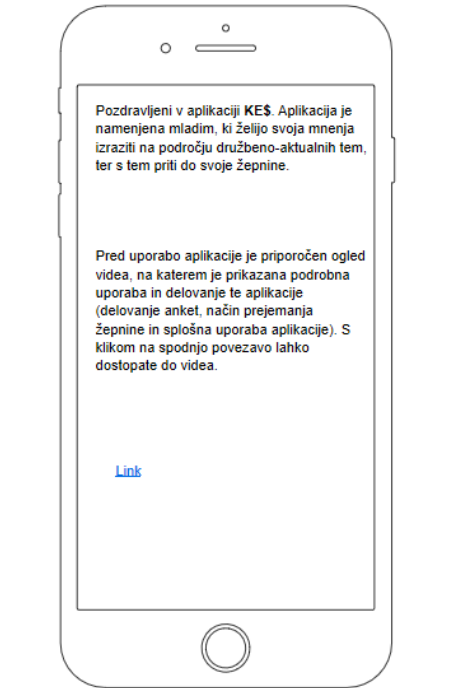 Pozdravljeni v aplikaciji KE$. Aplikacija je
namenjena mladim, ki želijo svoja mnenja
izraziti na področju družbeno-aktualnih tem,
ter s tem priti do svoje žepnine.
Pred uporabo aplikacije je priporočen ogled
videa, na katerem je prikazana podrobna
uporaba in delovanje te aplikacije
(delovanje anket, način prejemanja
žepnine in splošna uporaba aplikacije). S
klikom na spodnjo povezavo lahko
dostopate do videa.
Link